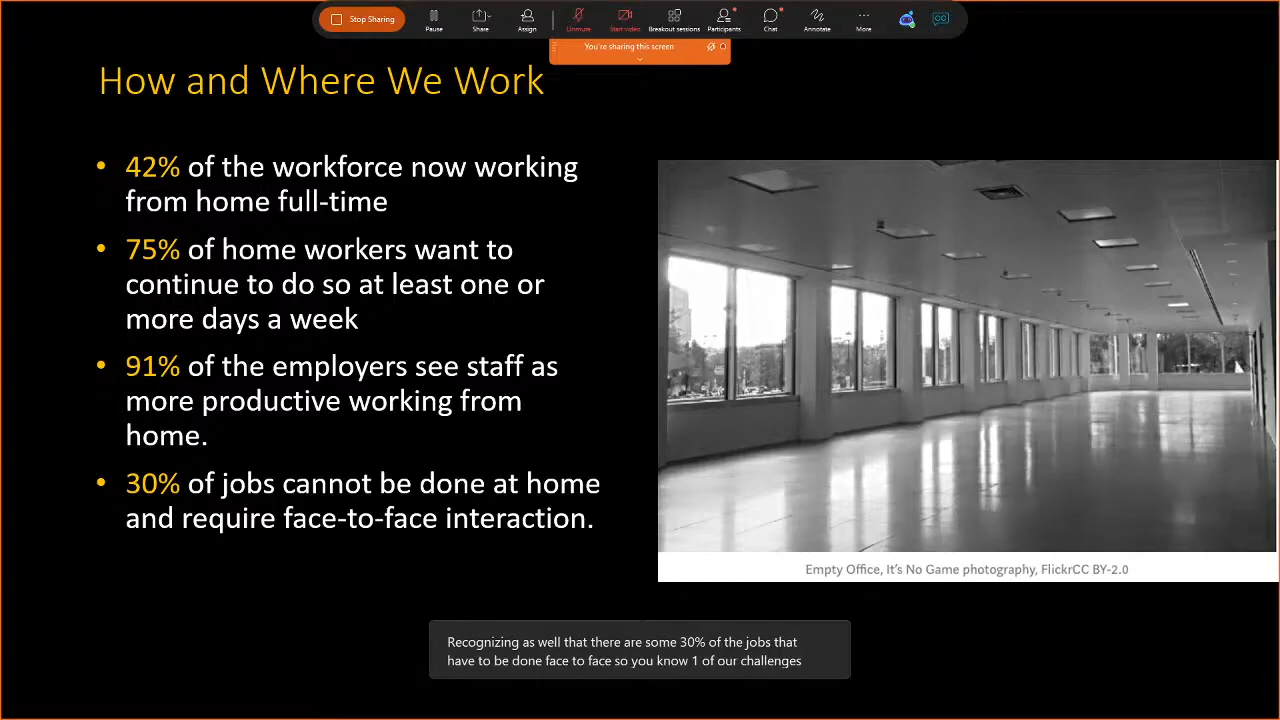 Stop Sharing
Pause
Share
Assign
Unmute
Start video
Breakout sessions
Participants
Chat
Annotate
More
CC
You're sharing this screen
How and Where We Work
• 42% of the workforce now working
from home full-time
• 75% of home workers want to
continue to do so at least one or
more days a week
• 91% of the employers see staff as
more productive working from
home.
• 30% of jobs cannot be done at home
and require face-to-face interaction.
Empty Office, It's No Game photography, FlickrCC BY-2.0
Recognizing as well that there are some 30% of the jobs that
have to be done face to face so you know 1 of our challenges